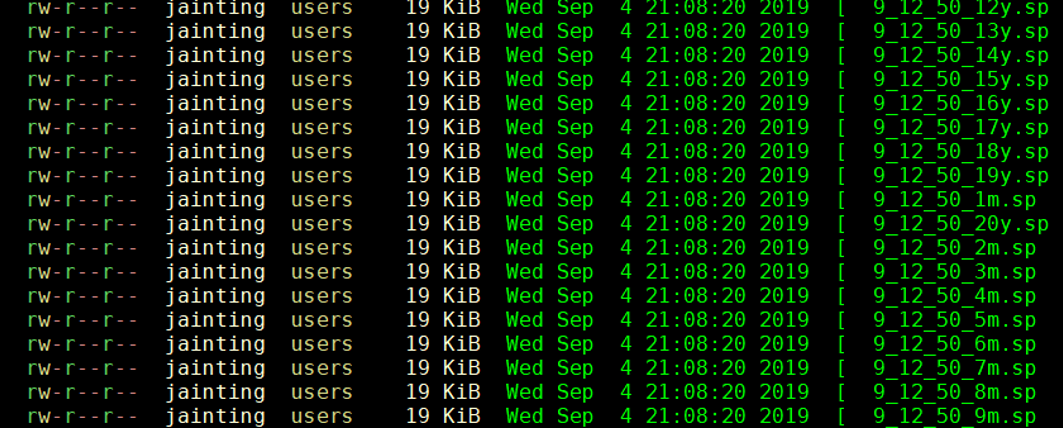 rw-r--r-- jainting users 19 KiB Wed Sep 4 21:08:20 2019 [ 9_12_50_12y.sp
rw-r--r-- jainting users 19 KiB Wed Sep 4 21:08:20 2019 [ 9_12_50_13y.sp
rw-r--r-- jainting users 19 KiB Wed Sep 4 21:08:20 2019 [ 9_12_50_14y.sp
rw-r--r-- jainting users 19 KiB Wed Sep 4 21:08:20 2019 [ 9_12_50_15y.sp
rw-r--r-- jainting users 19 KiB Wed Sep 4 21:08:20 2019 [ 9_12_50_16y.sp
rw-r--r-- jainting users 19 KiB Wed Sep 4 21:08:20 2019 [ 9_12_50_17y.sp
rw-r--r-- jainting users 19 KiB Wed Sep 4 21:08:20 2019 [ 9_12_50_18y.sp
rw-r--r-- jainting users 19 KiB Wed Sep 4 21:08:20 2019 [ 9_12_50_19y.sp
rw-r--r-- jainting users 19 KiB Wed Sep 4 21:08:20 2019 [ 9_12_50_1m.sp
rw-r--r-- jainting users 19 KiB Wed Sep 4 21:08:20 2019 [ 9_12_50_20y.sp
rw-r--r-- jainting users 19 KiB Wed Sep 4 21:08:20 2019 [ 9_12_50_2m.sp
rw-r--r-- jainting users 19 KiB Wed Sep 4 21:08:20 2019 [ 9_12_50_3m.sp
rw-r--r-- jainting users 19 KiB Wed Sep 4 21:08:20 2019 [ 9_12_50_4m.sp
rw-r--r-- jainting users 19 KiB Wed Sep 4 21:08:20 2019 [ 9_12_50_5m.sp
rw-r--r-- jainting users 19 KiB Wed Sep 4 21:08:20 2019 [ 9_12_50_6m.sp
rw-r--r-- jainting users 19 KiB Wed Sep 4 21:08:20 2019 [ 9_12_50_7m.sp
rw-r--r-- jainting users 19 KiB Wed Sep 4 21:08:20 2019 [ 9_12_50_8m.sp
rw-r--r-- jainting users 19 KiB Wed Sep 4 21:08:20 2019 [ 9_12_50_9m.sp